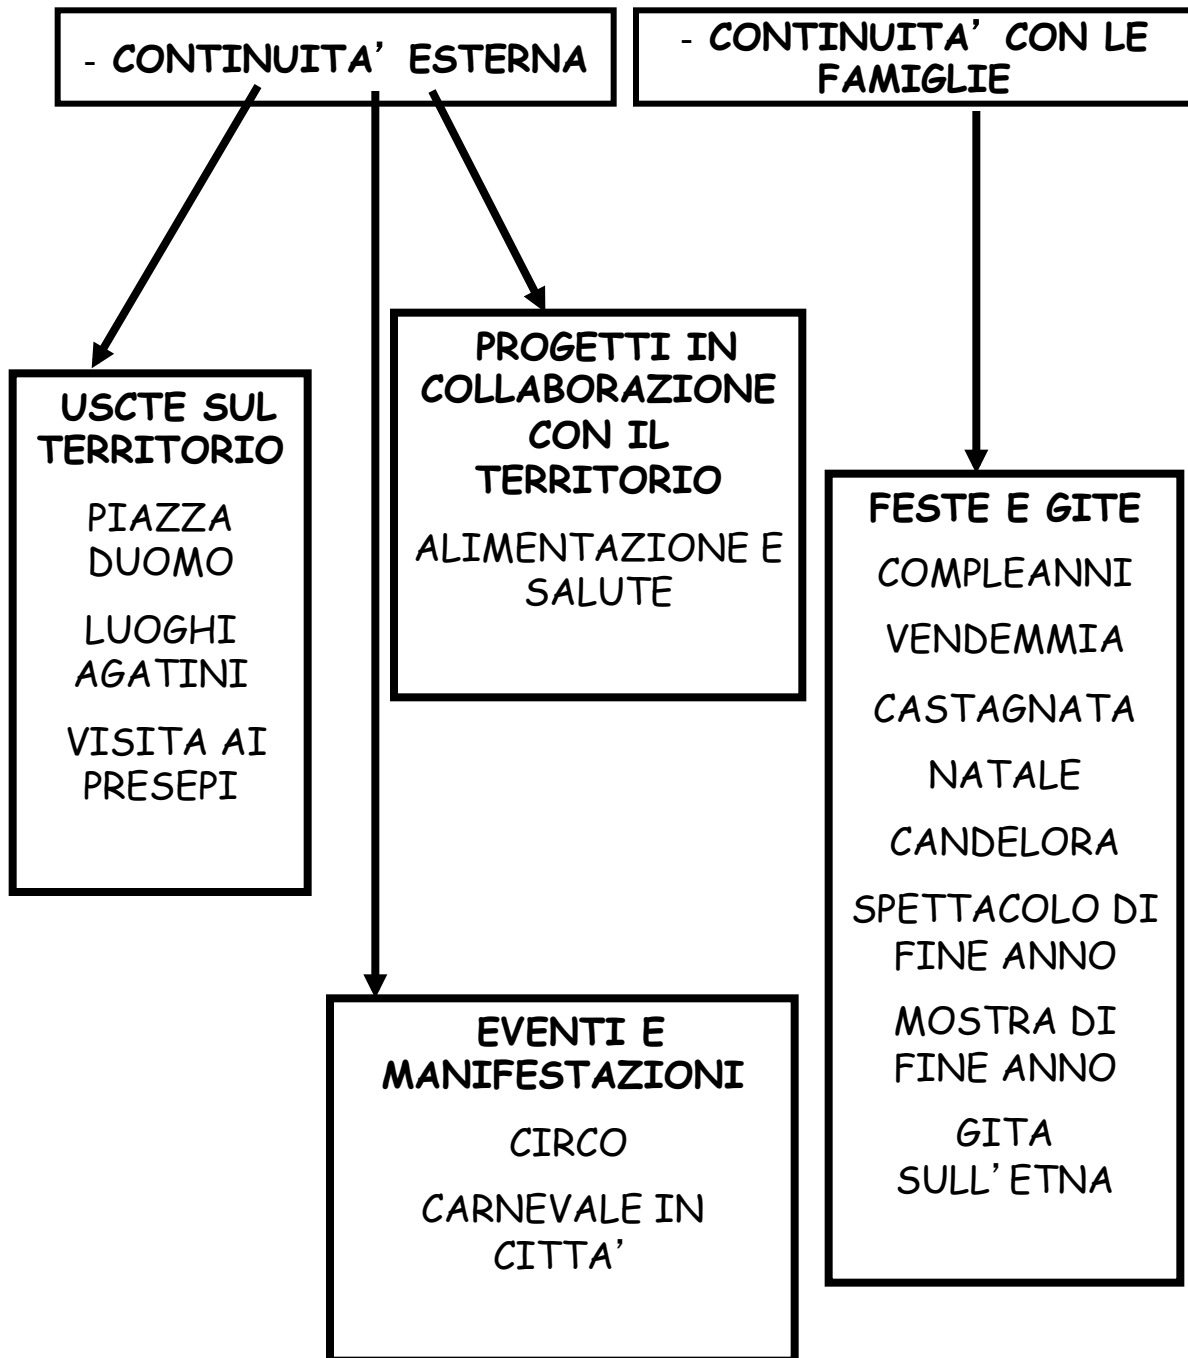 - CONTINUITA’ ESTERNA
- CONTINUITA’ CON LE
FAMIGLIE
USCTE SUL
TERRITORIO
PIAZZA
DUOMO
LUOGHI
AGATINI
VISITA AI
PRESEPI
PROGETTI IN
COLLABORAZIONE
CON IL
TERRITORIO
ALIMENTAZIONE E
SALUTE
EVENTI E
MANIFESTAZIONI
CIRCO
CARNEVALE IN
CITTA’
FESTE E GITE
COMPLEANNI
VENDEMMIA
CASTAGNATA
NATALE
CANDELORA
SPETTACOLO DI
FINE ANNO
MOSTRA DI
FINE ANNO
GITA
SULL’ETNA